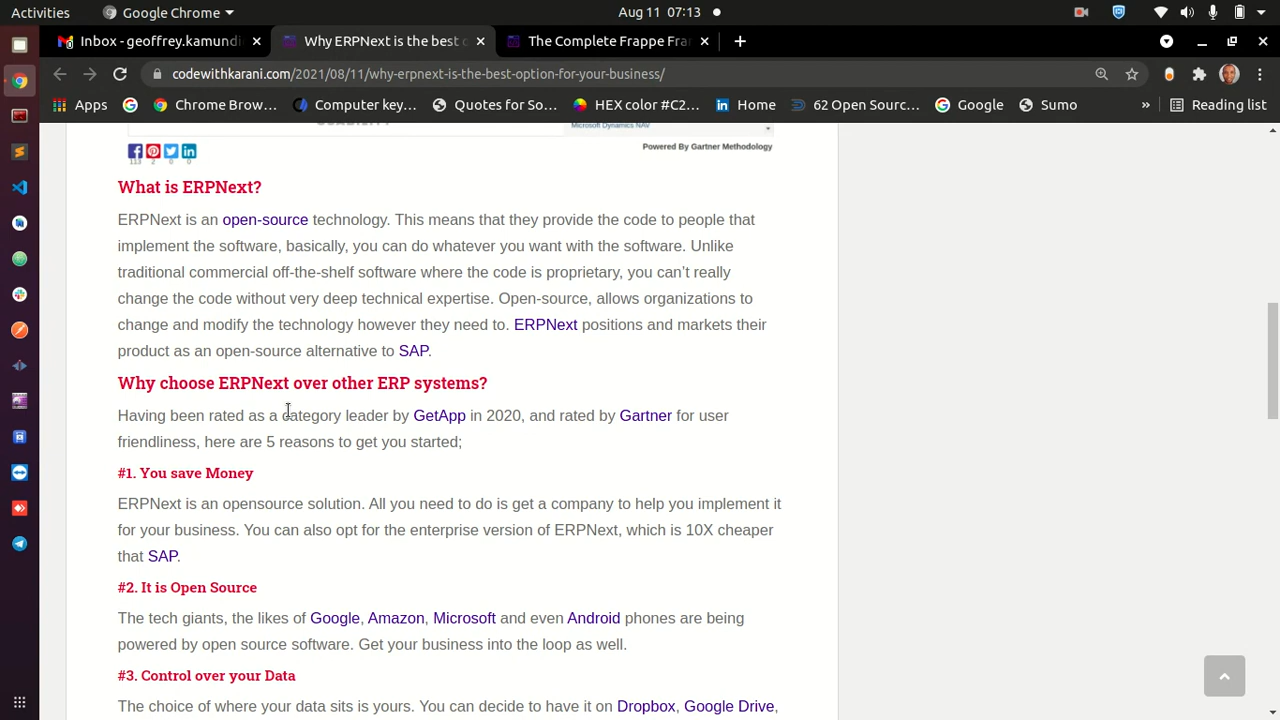 Activities Google Chrome Aug 11 07:13
Inbox - geoffrey.kamundi Why ERPNext is the best The Complete Frappe Fra
codewithkarani.com/2021/08/11/why-erpnext-is-the-best-option-for-your-business/
Apps Chrome Brow... Computer key... Quotes for So... HEX color #C2... Home 62 Open Sourc... Google Sumo » Reading list
Microsoft Dynamics NAV
Powered By Gartner Methodology
113 2 0 0
What is ERPNext?
ERPNext is an open-source technology. This means that they provide the code to people that
implement the software, basically, you can do whatever you want with the software. Unlike
traditional commercial off-the-shelf software where the code is proprietary, you can't really
change the code without very deep technical expertise. Open-source, allows organizations to
change and modify the technology however they need to. ERPNext positions and markets their
product as an open-source alternative to SAP.
Why choose ERPNext over other ERP systems?
Having been rated as a category leader by GetApp in 2020, and rated by Gartner for user
friendliness, here are 5 reasons to get you started;
#1. You save Money
ERPNext is an opensource solution. All you need to do is get a company to help you implement it
for your business. You can also opt for the enterprise version of ERPNext, which is 10X cheaper
that SAP.
#2. It is Open Source
The tech giants, the likes of Google, Amazon, Microsoft and even Android phones are being
powered by open source software. Get your business into the loop as well.
#3. Control over your Data
The choice of where your data sits is yours. You can decide to have it on Dropbox, Google Drive,